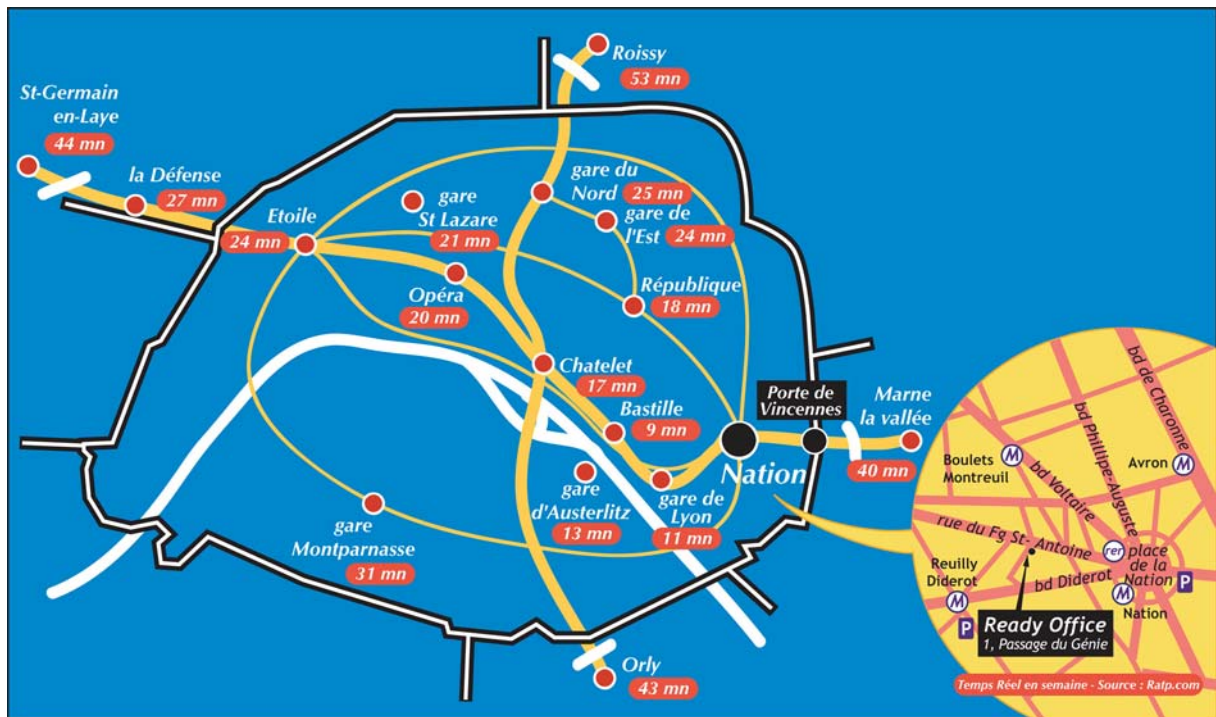 Roissy
53 mn
St-Germain
en-Laye
44 mn
la Défense
27 mn
Etoile
24 mn
gare
St Lazare
21 mn
gare du
Nord
25 mn
gare de
l'Est
24 mn
Opéra
20 mn
République
18 mn
Chatelet
17 mn
Bastille
9 mn
Nation
Porte de
Vincennes
Marne
la vallée
40 mn
gare
d'Austerlitz
13 mn
gare de
Lyon
11 mn
gare
Montparnasse
31 mn
Orly
43 mn
bd de Charonne
bd Phillipe-Auguste
bd Voltaire
Boulets
Montreuil
M
Avron
M
rue du Fg St- Antoine
rer
place
de la
Nation
P
Reuilly
Diderot
M
P
bd Diderot
M
Nation
Ready Office
1, Passage du Génie
Temps Réel en semaine - Source : Ratp.com